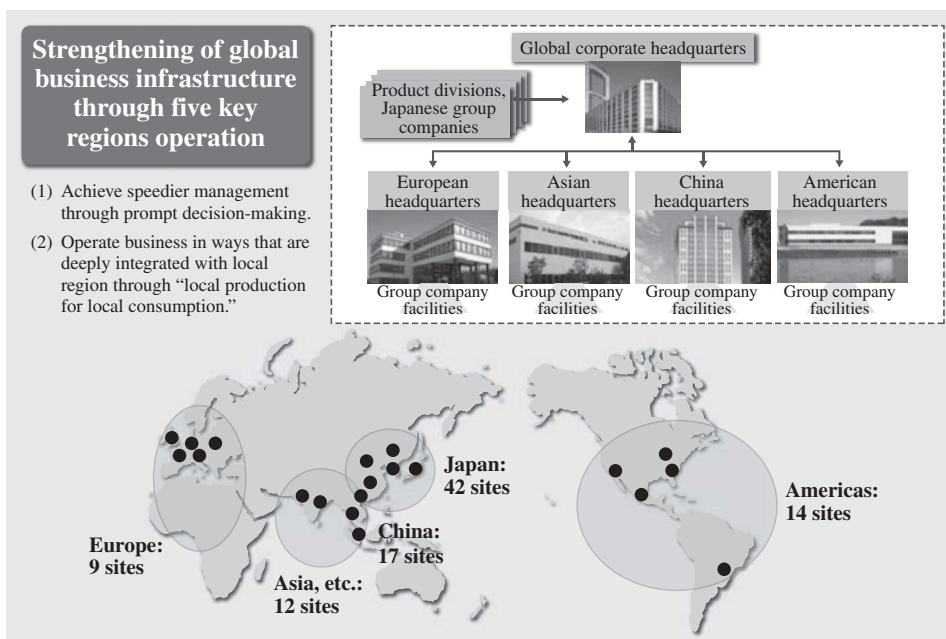 Strengthening of global
business infrastructure
through five key
regions operation
(1) Achieve speedier management
through prompt decision-making.
(2) Operate business in ways that are
deeply integrated with local
region through “local production
for local consumption.”
Global corporate headquarters
Product divisions,
Japanese group
companies
European
headquarters
Asian
headquarters
China
headquarters
American
headquarters
Group company
facilities
Group company
facilities
Group company
facilities
Group company
facilities
Japan:
42 sites
China:
17 sites
Americas:
14 sites
Europe:
9 sites
Asia, etc.:
12 sites